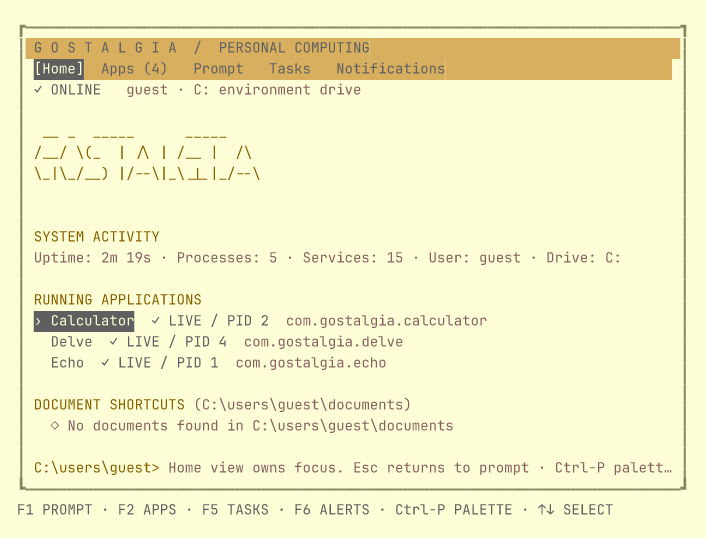 G O S T A L G I A  /  PERSONAL COMPUTING
[Home]  Apps (4)   Prompt   Tasks   Notifications
✓ ONLINE   guest · C: environment drive
SYSTEM ACTIVITY
Uptime: 2m 19s · Processes: 5 · Services: 15 · User: guest · Drive: C:
RUNNING APPLICATIONS
› Calculator  ✓ LIVE / PID 2  com.gostalgia.calculator
Delve  ✓ LIVE / PID 4  com.gostalgia.delve
Echo  ✓ LIVE / PID 1  com.gostalgia.echo
DOCUMENT SHORTCUTS (C:\users\guest\documents)
◇ No documents found in C:\users\guest\documents
C:\users\guest> Home view owns focus. Esc returns to prompt · Ctrl-P palett…
F1 PROMPT · F2 APPS · F5 TASKS · F6 ALERTS · Ctrl-P PALETTE · ↑↓ SELECT